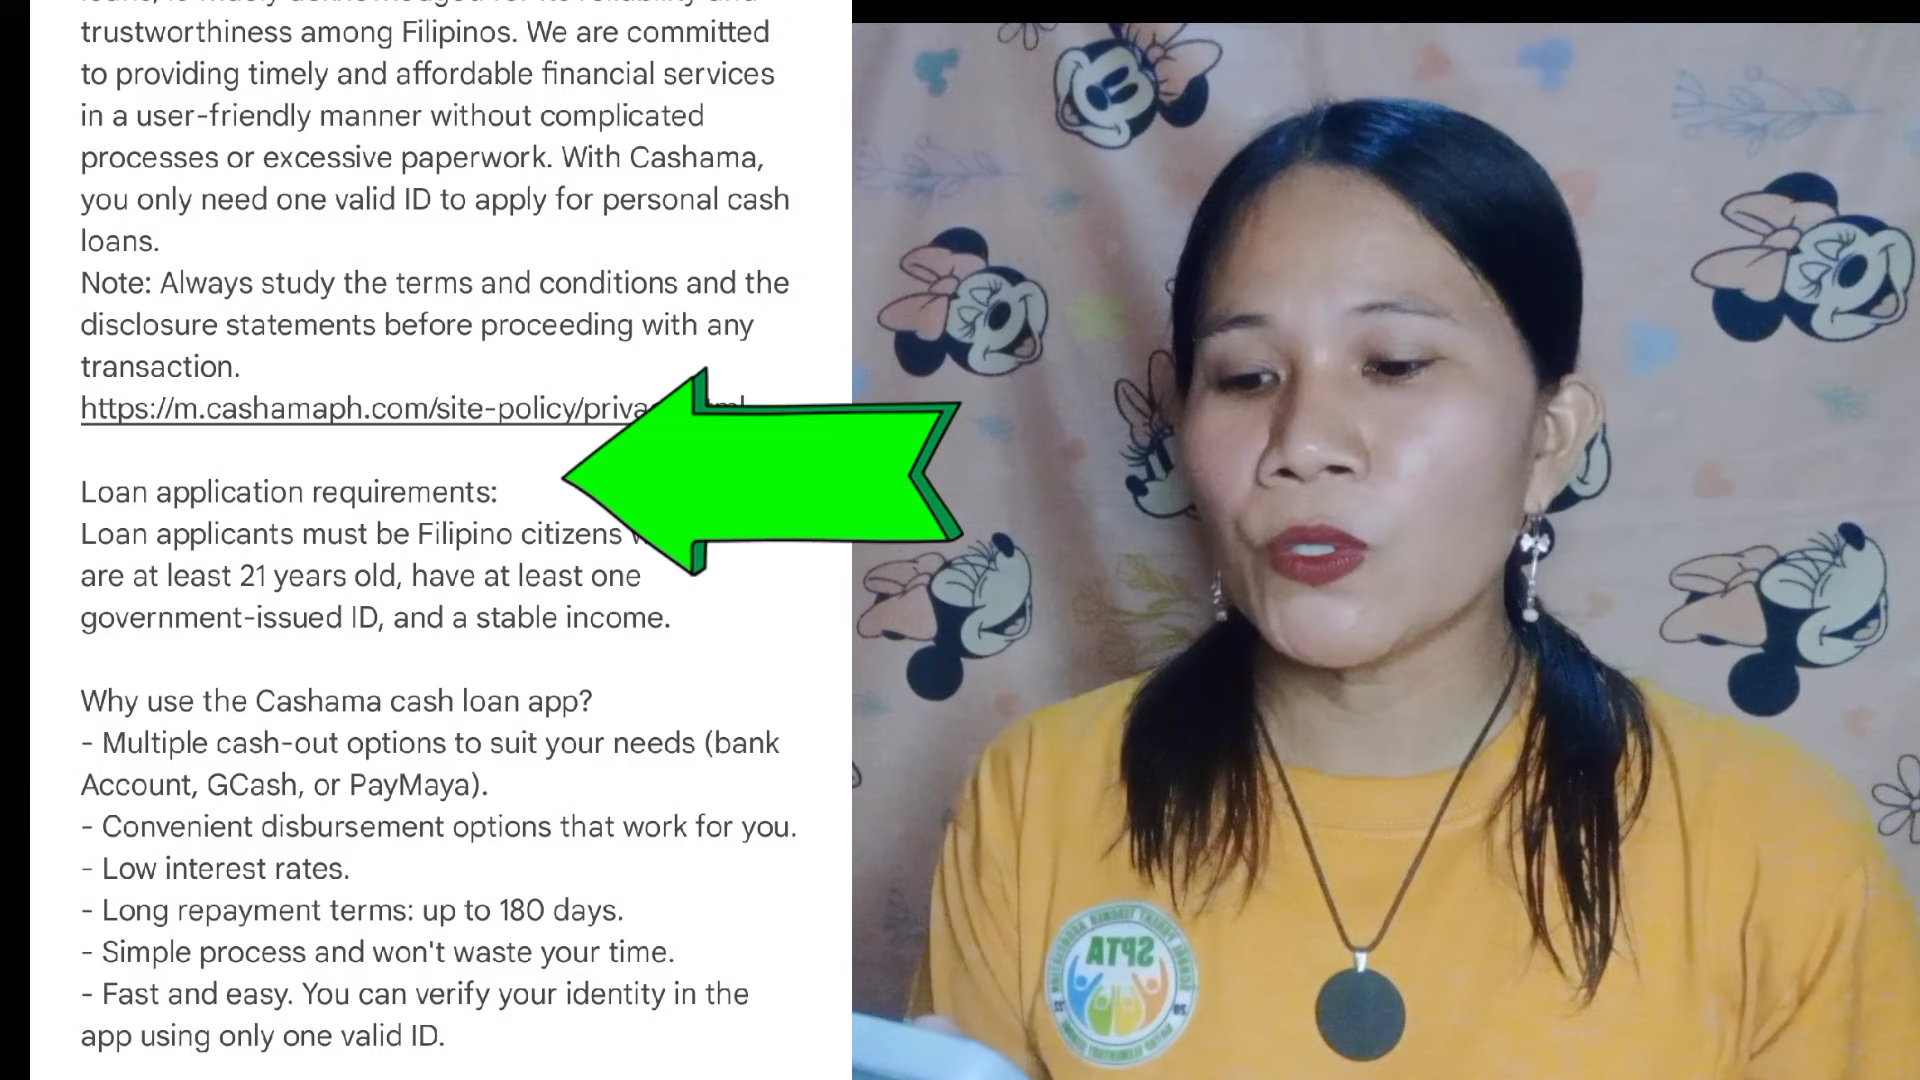 trustworthiness among Filipinos. We are committed
to providing timely and affordable financial services
in a user-friendly manner without complicated
processes or excessive paperwork. With Cashama,
you only need one valid ID to apply for personal cash
loans.
Note: Always study the terms and conditions and the
disclosure statements before proceeding with any
transaction.
https://m.cashamaph.com/site-policy/priva
Loan application requirements:
Loan applicants must be Filipino citizens
are at least 21 years old, have at least one
government-issued ID, and a stable income.
Why use the Cashama cash loan app?
- Multiple cash-out options to suit your needs (bank
Account, GCash, or PayMaya).
- Convenient disbursement options that work for you.
- Low interest rates.
- Long repayment terms: up to 180 days.
- Simple process and won't waste your time.
- Fast and easy. You can verify your identity in the
app using only one valid ID.
SPTA